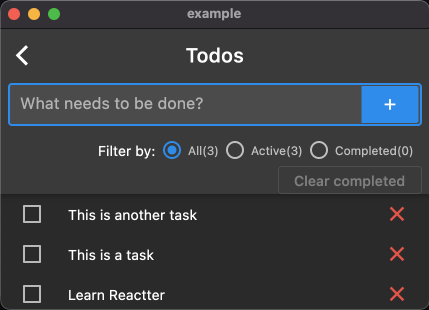 example
Todos
What needs to be done? +
Filter by: All(3) Active(3) Completed(0)
Clear completed
This is another task
This is a task
Learn Reactter